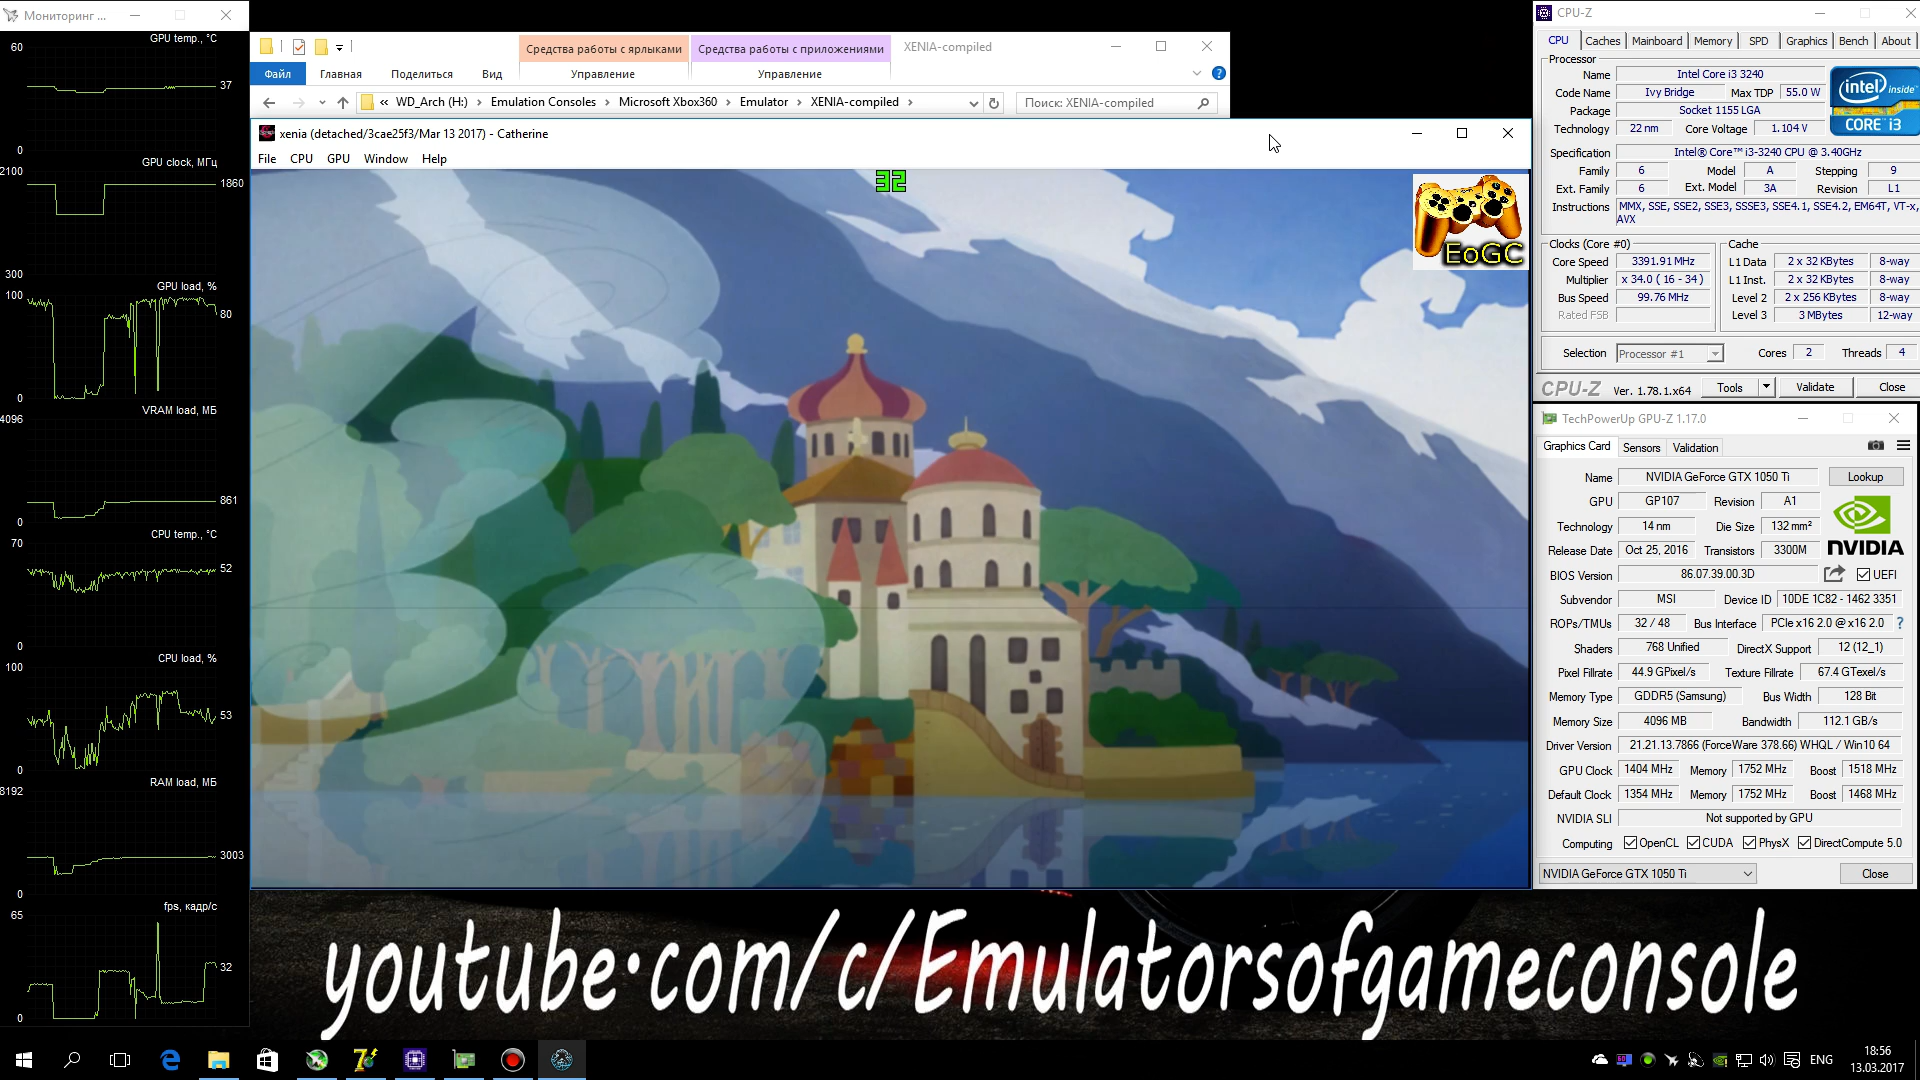 Мониторинг ...
GPU temp., °C
60
37
0
GPU clock, МГц
2100
1860
300
GPU load, %
100
80
0
VRAM load, МБ
4096
861
0
CPU temp., °C
70
52
0
CPU load, %
100
53
0
RAM load, МБ
8192
3003
0
fps, кадр/с
65
32
0
Средства работы с ярлыками
Средства работы с приложениями
XENIA-compiled
Файл
Главная
Поделиться
Вид
Управление
Управление
« WD_Arch (H:) › Emulation Consoles › Microsoft Xbox360 › Emulator › XENIA-compiled ›
Поиск: XENIA-compiled
xenia (detached/3cae25f3/Mar 13 2017) - Catherine
File CPU GPU Window Help
32
EoGC
CPU-Z
CPU Caches Mainboard Memory SPD Graphics Bench About
Processor
Name Intel Core i3 3240
Code Name Ivy Bridge Max TDP 55.0 W
Package Socket 1155 LGA
Technology 22 nm Core Voltage 1.104 V
intel inside™
CORE i3
Specification Intel® Core™ i3-3240 CPU @ 3.40GHz
Family 6 Model A Stepping 9
Ext. Family 6 Ext. Model 3A Revision L1
Instructions MMX, SSE, SSE2, SSE3, SSSE3, SSE4.1, SSE4.2, EM64T, VT-x,
AVX
Clocks (Core #0)
Core Speed 3391.91 MHz
Multiplier x 34.0 ( 16 - 34 )
Bus Speed 99.76 MHz
Rated FSB
Cache
L1 Data 2 x 32 KBytes 8-way
L1 Inst. 2 x 32 KBytes 8-way
Level 2 2 x 256 KBytes 8-way
Level 3 3 MBytes 12-way
Selection Processor #1 Cores 2 Threads 4
CPU-Z Ver. 1.78.1.x64 Tools Validate Close
TechPowerUp GPU-Z 1.17.0
Graphics Card Sensors Validation
Name NVIDIA GeForce GTX 1050 Ti Lookup
GPU GP107 Revision A1
Technology 14 nm Die Size 132 mm²
Release Date Oct 25, 2016 Transistors 3300M
NVIDIA
BIOS Version 86.07.39.00.3D UEFI
Subvendor MSI Device ID 10DE 1C82 - 1462 3351
ROPs/TMUs 32 / 48 Bus Interface PCIe x16 2.0 @ x16 2.0 ?
Shaders 768 Unified DirectX Support 12 (12_1)
Pixel Fillrate 44.9 GPixel/s Texture Fillrate 67.4 GTexel/s
Memory Type GDDR5 (Samsung) Bus Width 128 Bit
Memory Size 4096 MB Bandwidth 112.1 GB/s
Driver Version 21.21.13.7866 (ForceWare 378.66) WHQL / Win10 64
GPU Clock 1404 MHz Memory 1752 MHz Boost 1518 MHz
Default Clock 1354 MHz Memory 1752 MHz Boost 1468 MHz
NVIDIA SLI Not supported by GPU
Computing OpenCL CUDA PhysX DirectCompute 5.0
NVIDIA GeForce GTX 1050 Ti Close
youtube.com/c/Emulatorsofgameconsole
ENG
18:56
13.03.2017